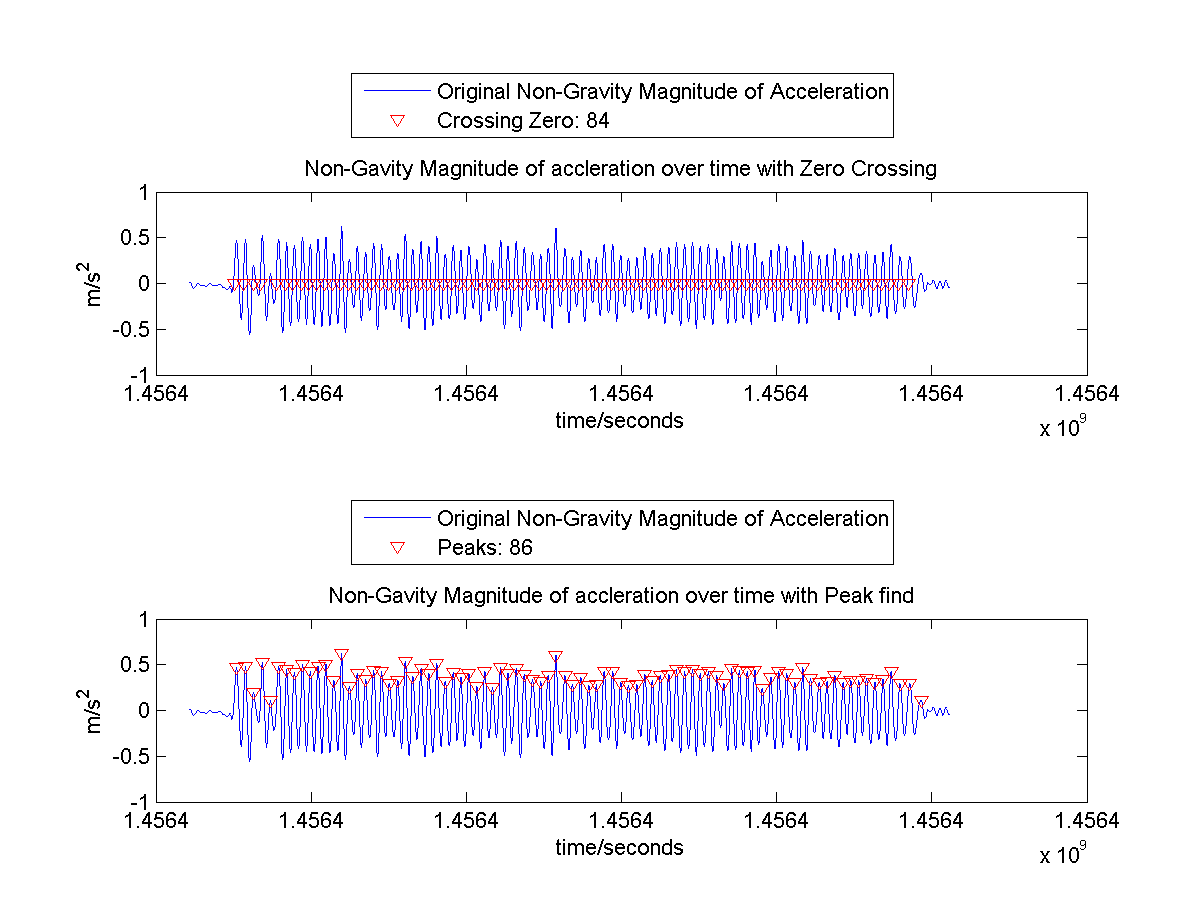 Original Non-Gravity Magnitude of Acceleration
Crossing Zero: 84
Non-Gavity Magnitude of accleration over time with Zero Crossing
1
0.5
0
-0.5
-1
m/s²
1.4564 1.4564 1.4564 1.4564 1.4564 1.4564 1.4564
time/seconds
x 10⁹
Original Non-Gravity Magnitude of Acceleration
Peaks: 86
Non-Gavity Magnitude of accleration over time with Peak find
1
0.5
0
-0.5
-1
m/s²
1.4564 1.4564 1.4564 1.4564 1.4564 1.4564 1.4564
time/seconds
x 10⁹